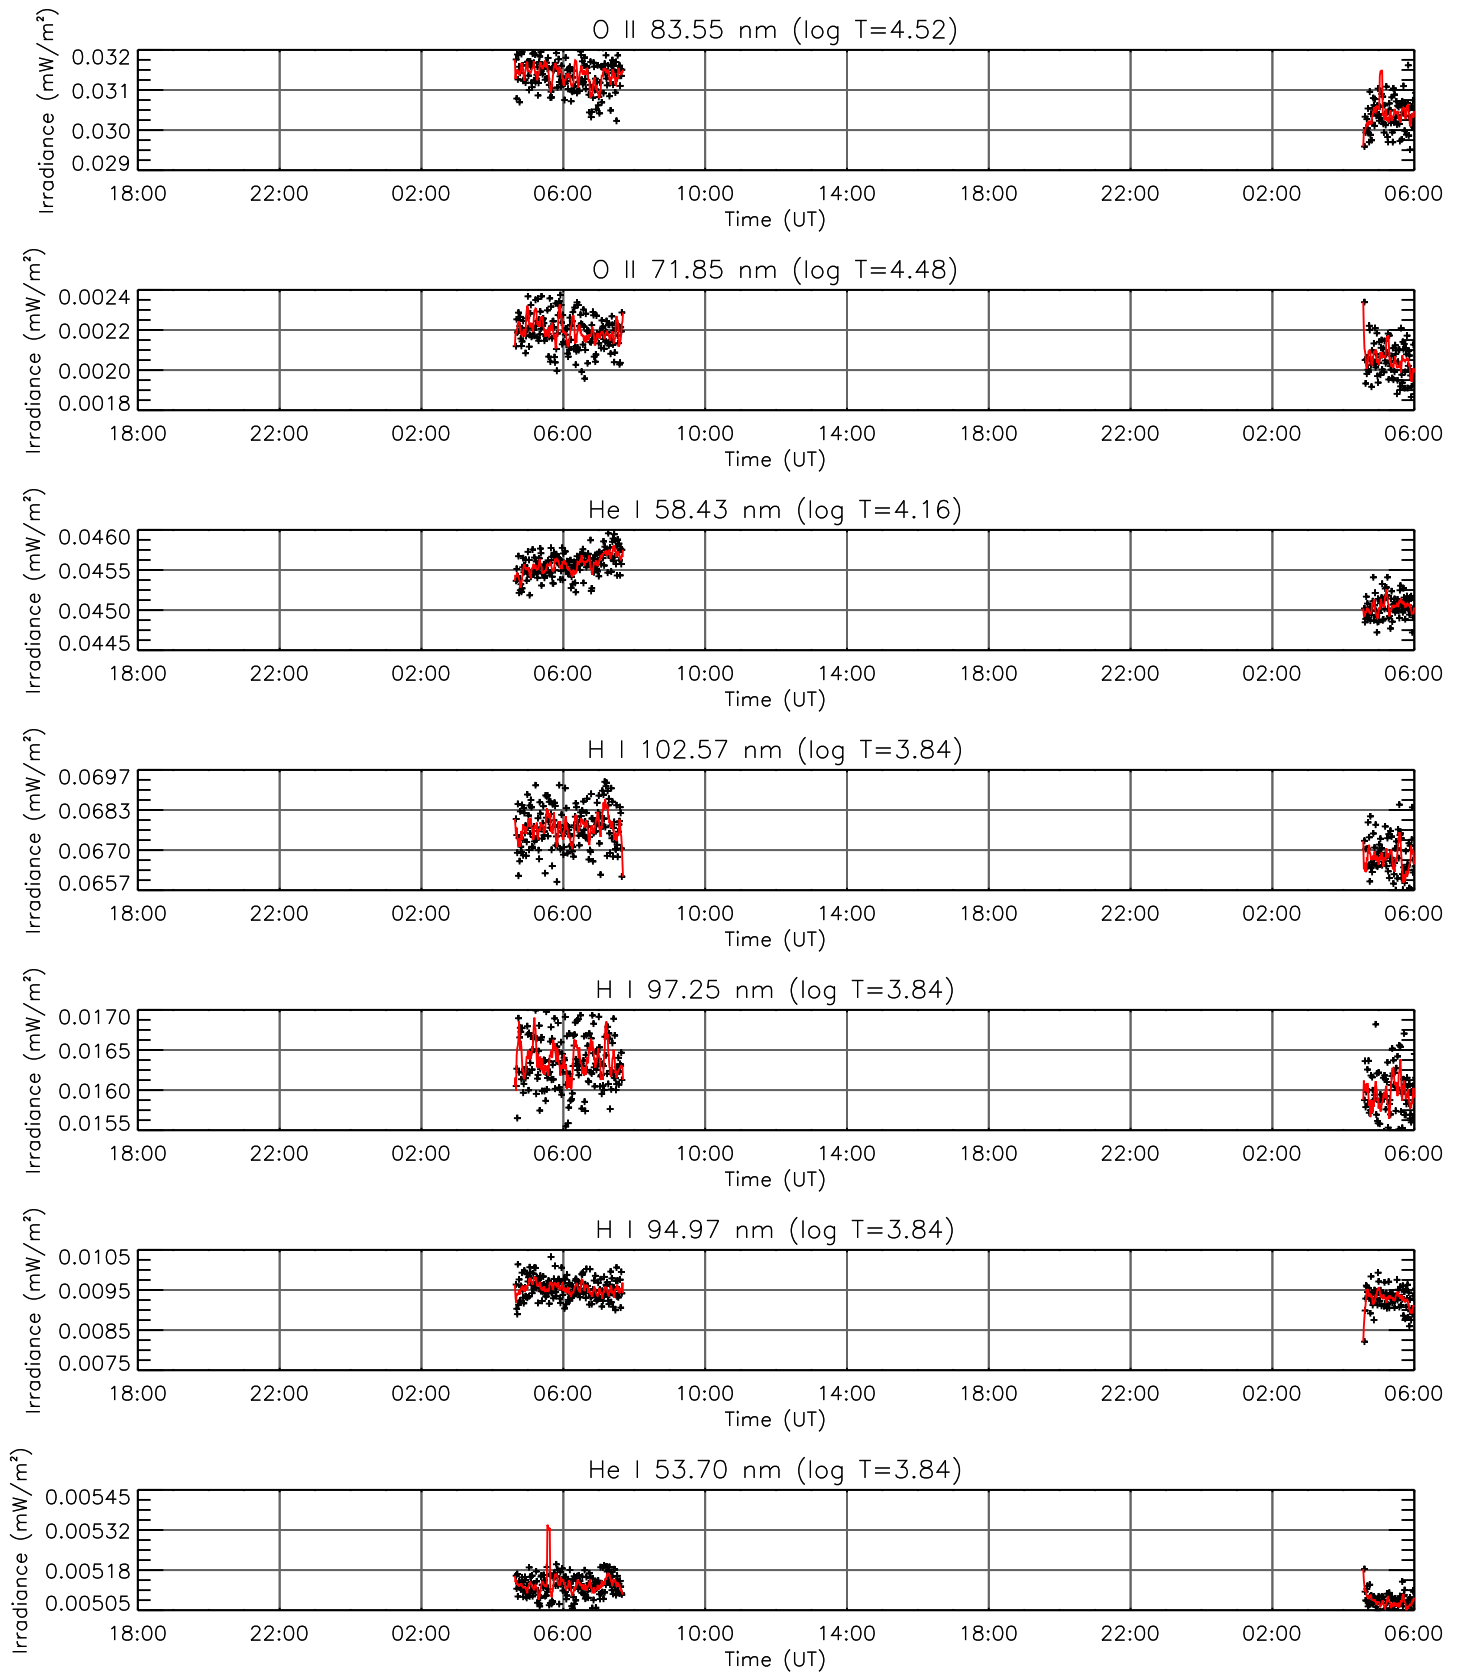 O II 83.55 nm (log T=4.52)
Irradiance (mW/m²)
0.032
0.031
0.030
0.029
18:00 22:00 02:00 06:00 10:00 14:00 18:00 22:00 02:00 06:00
Time (UT)
O II 71.85 nm (log T=4.48)
Irradiance (mW/m²)
0.0024
0.0022
0.0020
0.0018
18:00 22:00 02:00 06:00 10:00 14:00 18:00 22:00 02:00 06:00
Time (UT)
He I 58.43 nm (log T=4.16)
Irradiance (mW/m²)
0.0460
0.0455
0.0450
0.0445
18:00 22:00 02:00 06:00 10:00 14:00 18:00 22:00 02:00 06:00
Time (UT)
H I 102.57 nm (log T=3.84)
Irradiance (mW/m²)
0.0697
0.0683
0.0670
0.0657
18:00 22:00 02:00 06:00 10:00 14:00 18:00 22:00 02:00 06:00
Time (UT)
H I 97.25 nm (log T=3.84)
Irradiance (mW/m²)
0.0170
0.0165
0.0160
0.0155
18:00 22:00 02:00 06:00 10:00 14:00 18:00 22:00 02:00 06:00
Time (UT)
H I 94.97 nm (log T=3.84)
Irradiance (mW/m²)
0.0105
0.0095
0.0085
0.0075
18:00 22:00 02:00 06:00 10:00 14:00 18:00 22:00 02:00 06:00
Time (UT)
He I 53.70 nm (log T=3.84)
Irradiance (mW/m²)
0.00545
0.00532
0.00518
0.00505
18:00 22:00 02:00 06:00 10:00 14:00 18:00 22:00 02:00 06:00
Time (UT)